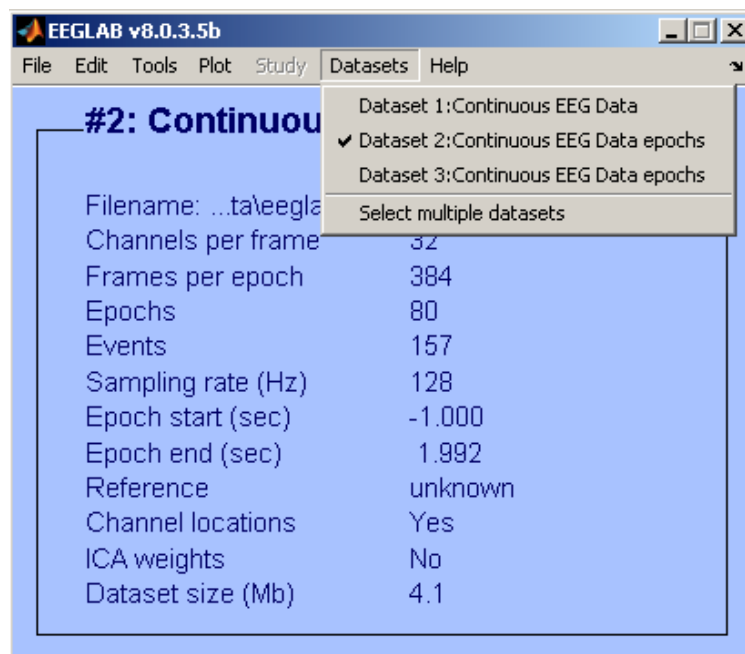 EEGLAB v8.0.3.5b
File Edit Tools Plot Study Datasets Help
Dataset 1:Continuous EEG Data
Dataset 2:Continuous EEG Data epochs
Dataset 3:Continuous EEG Data epochs
Select multiple datasets
#2: Continuou
Filename: ...ta\eegla
Channels per frame 32
Frames per epoch 384
Epochs 80
Events 157
Sampling rate (Hz) 128
Epoch start (sec) -1.000
Epoch end (sec) 1.992
Reference unknown
Channel locations Yes
ICA weights No
Dataset size (Mb) 4.1